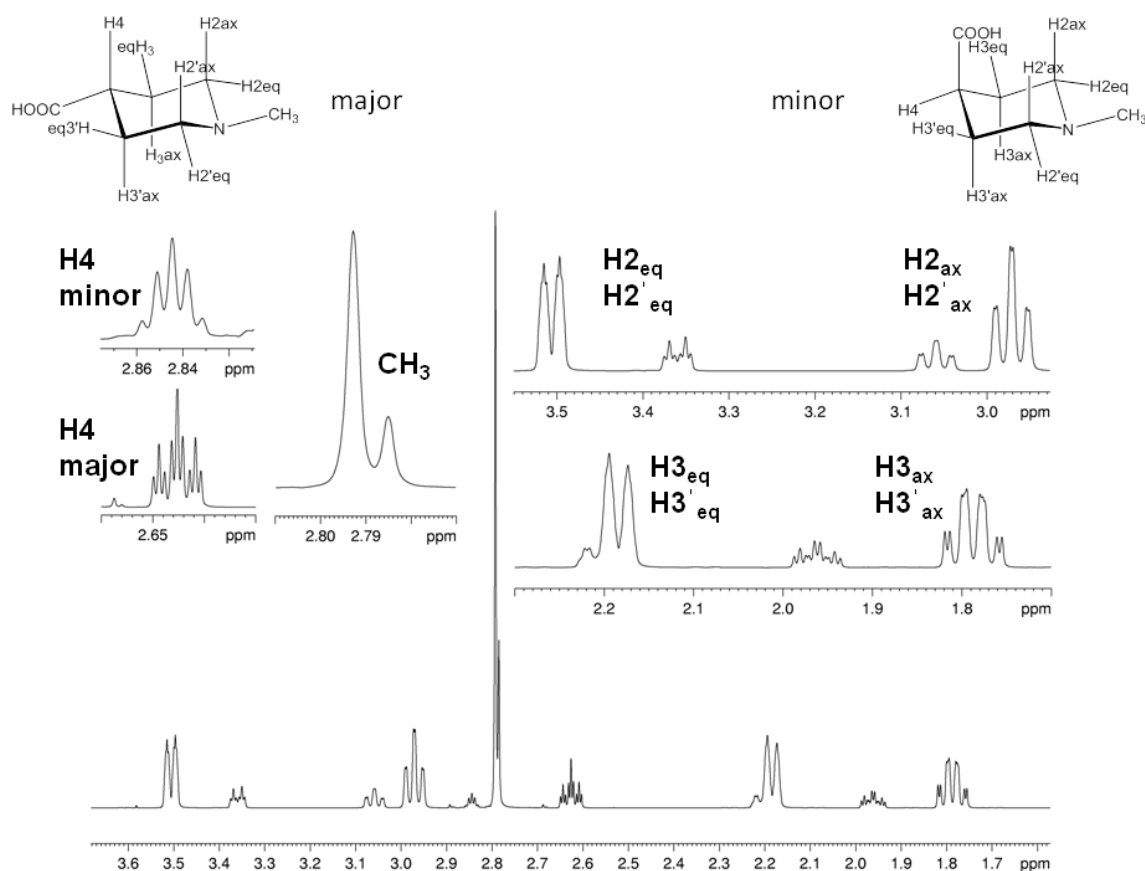 H4
H2ax
eqH3
H2'ax
H2eq
HOOC
CH3
N
eq3'H
H3ax
H2'eq
H3'ax
major
minor
COOH
H2ax
H3eq
H2'ax
H2eq
H4
CH3
N
H3'eq
H3ax
H2'eq
H3'ax
H4
minor
2.86 2.84 ppm
H4
major
2.65 ppm
CH3
2.80 2.79 ppm
H2eq
H2'eq
H2ax
H2'ax
3.5 3.4 3.3 3.2 3.1 3.0 ppm
H3eq
H3'eq
H3ax
H3'ax
2.2 2.1 2.0 1.9 1.8 ppm
3.6 3.5 3.4 3.3 3.2 3.1 3.0 2.9 2.8 2.7 2.6 2.5 2.4 2.3 2.2 2.1 2.0 1.9 1.8 1.7 ppm